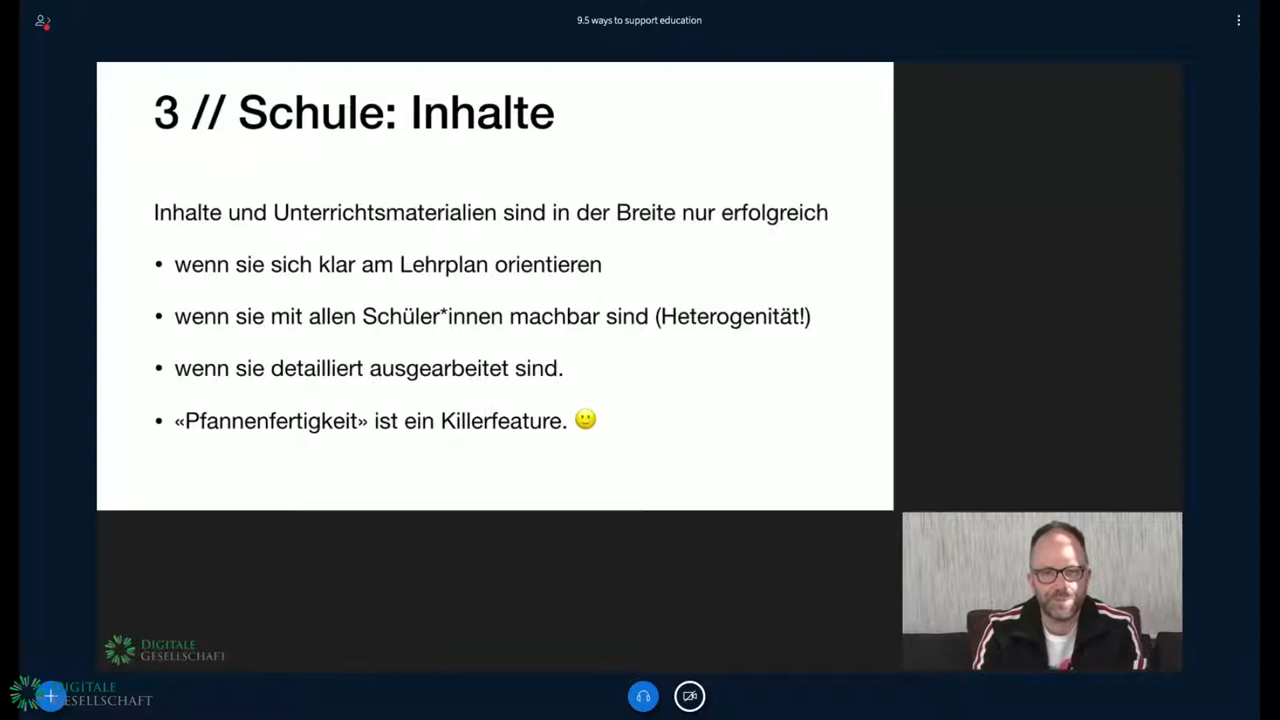 9.5 ways to support education
3 // Schule: Inhalte
Inhalte und Unterrichtsmaterialien sind in der Breite nur erfolgreich
• wenn sie sich klar am Lehrplan orientieren
• wenn sie mit allen Schüler*innen machbar sind (Heterogenität!)
• wenn sie detailliert ausgearbeitet sind.
• «Pfannenfertigkeit» ist ein Killerfeature. 🙂
DIGITALE
GESELLSCHAFT
DIGITALE
GESELLSCHAFT